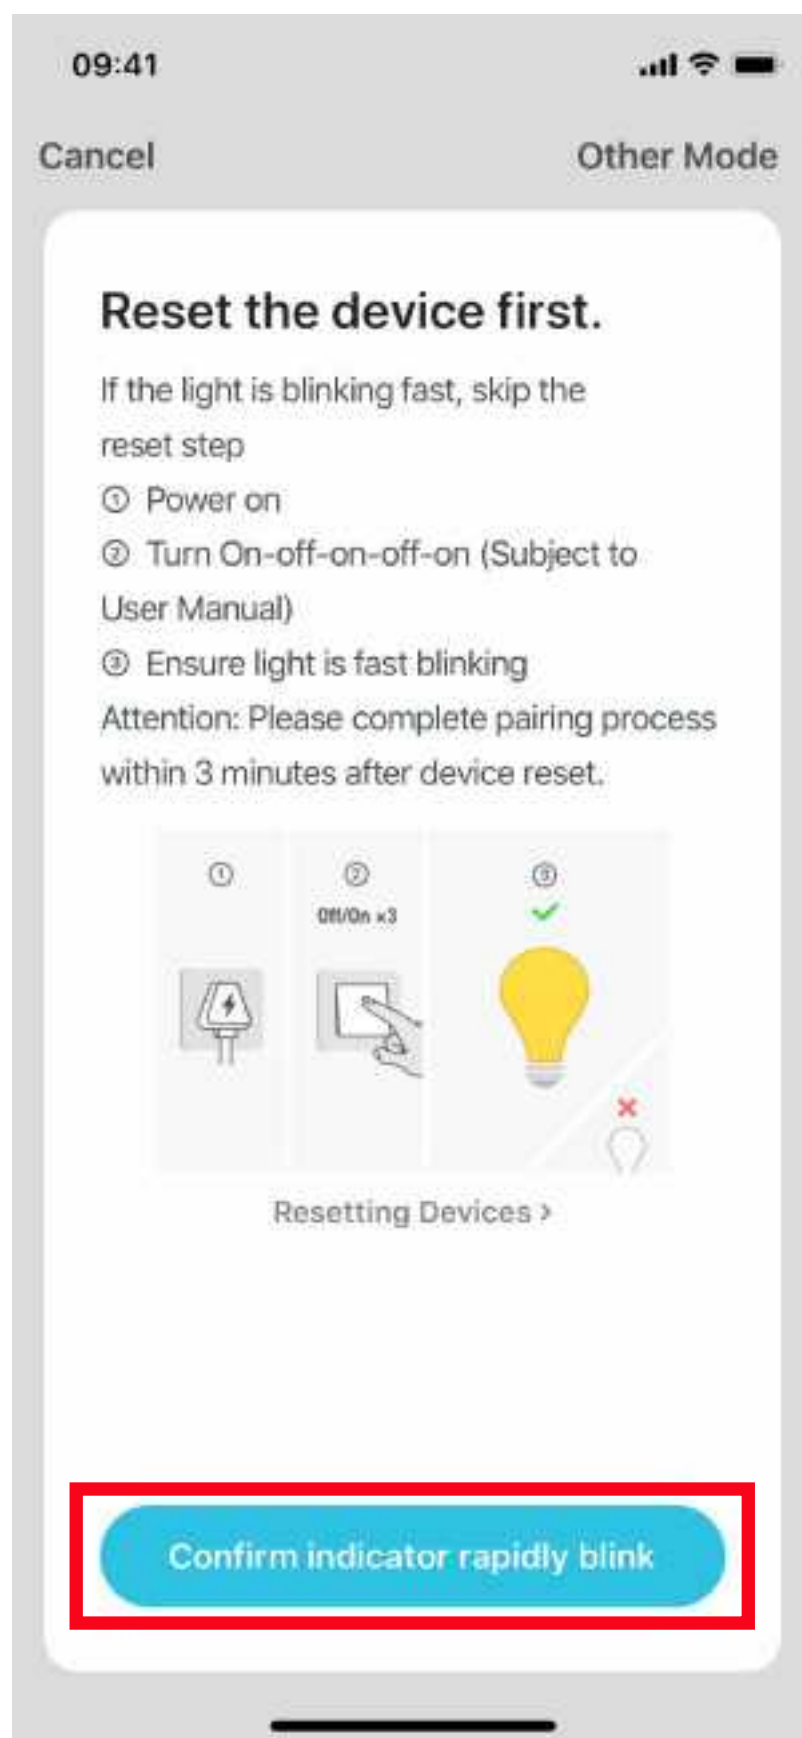 09:41
Cancel
Other Mode
Reset the device first.
If the light is blinking fast, skip the
reset step
① Power on
② Turn On-off-on-off-on (Subject to
User Manual)
③ Ensure light is fast blinking
Attention: Please complete pairing process
within 3 minutes after device reset.
① ② ③
Off/On x3
Resetting Devices >
Confirm indicator rapidly blink